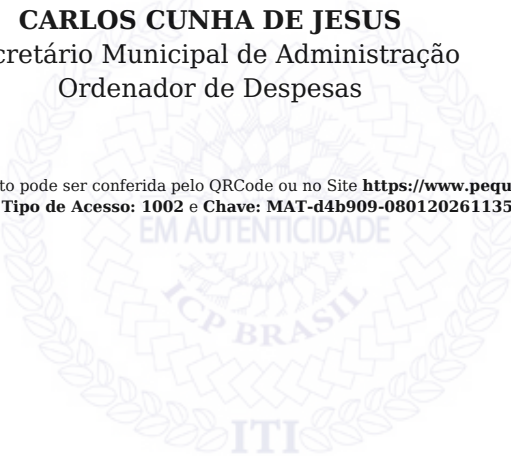 CARLOS CUNHA DE JESUS
cretário Municipal de Administração
Ordenador de Despesas
to pode ser conferida pelo QRCode ou no Site https://www.pequ
Tipo de Acesso: 1002 e Chave: MAT-d4b909-080120261135
EM AUTENTICIDADE
ICP BRASIL
ITI